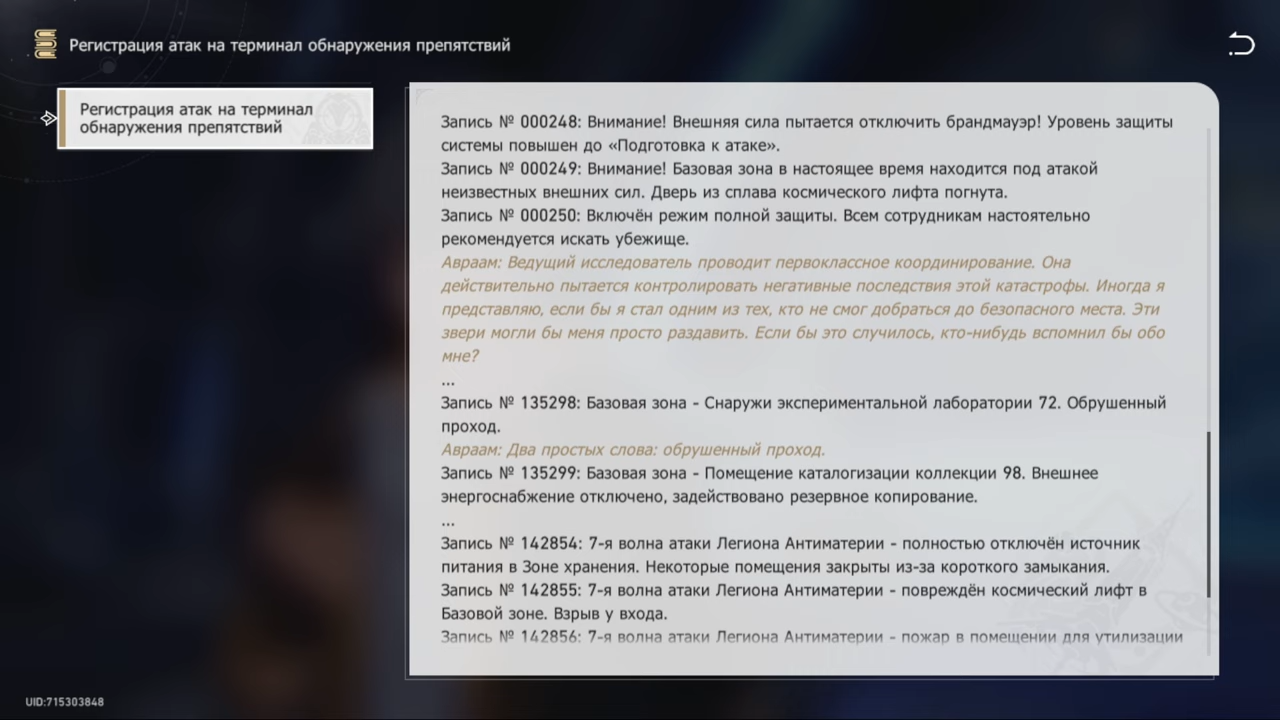 Регистрация атак на терминал обнаружения препятствий
Регистрация атак на терминал
обнаружения препятствий
Запись № 000248: Внимание! Внешняя сила пытается отключить брандмауэр! Уровень защиты
системы повышен до «Подготовка к атаке».
Запись № 000249: Внимание! Базовая зона в настоящее время находится под атакой
неизвестных внешних сил. Дверь из сплава космического лифта погнута.
Запись № 000250: Включён режим полной защиты. Всем сотрудникам настоятельно
рекомендуется искать убежище.
Авраам: Ведущий исследователь проводит первоклассное координирование. Она
действительно пытается контролировать негативные последствия этой катастрофы. Иногда я
представляю, если бы я стал одним из тех, кто не смог добраться до безопасного места. Эти
звери могли бы меня просто раздавить. Если бы это случилось, кто-нибудь вспомнил бы обо
мне?
...
Запись № 135298: Базовая зона - Снаружи экспериментальной лаборатории 72. Обрушенный
проход.
Авраам: Два простых слова: обрушенный проход.
Запись № 135299: Базовая зона - Помещение каталогизации коллекции 98. Внешнее
энергоснабжение отключено, задействовано резервное копирование.
...
Запись № 142854: 7-я волна атаки Легиона Антиматерии - полностью отключён источник
питания в Зоне хранения. Некоторые помещения закрыты из-за короткого замыкания.
Запись № 142855: 7-я волна атаки Легиона Антиматерии - повреждён космический лифт в
Базовой зоне. Взрыв у входа.
Запись № 142856: 7-я волна атаки Легиона Антиматерии - пожар в помещении для утилизации
UID:715303848